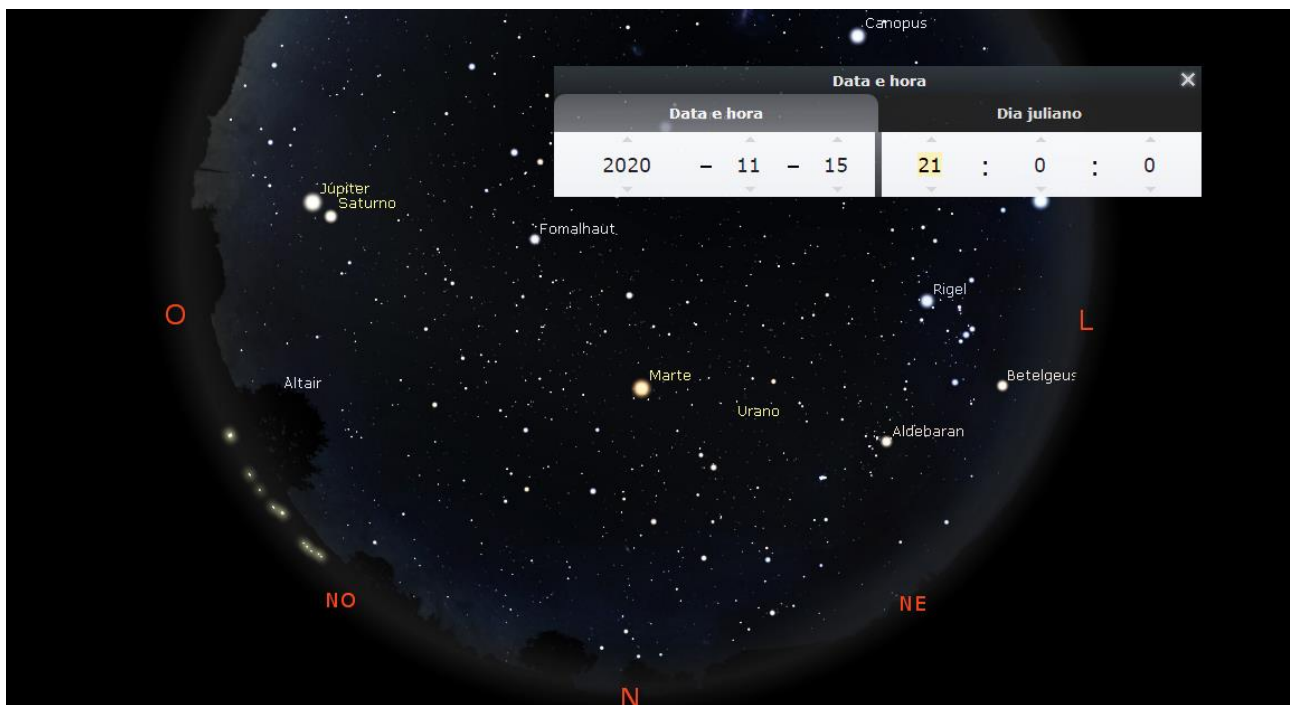 Canopus
Data e hora ×
Data e hora Dia juliano
2020 – 11 – 15 21 : 0 : 0
Júpiter
Saturno
Fomalhaut
Rigel
O
L
Marte
Betelgeus
Altair
Urano
Aldebaran
NO
NE
N